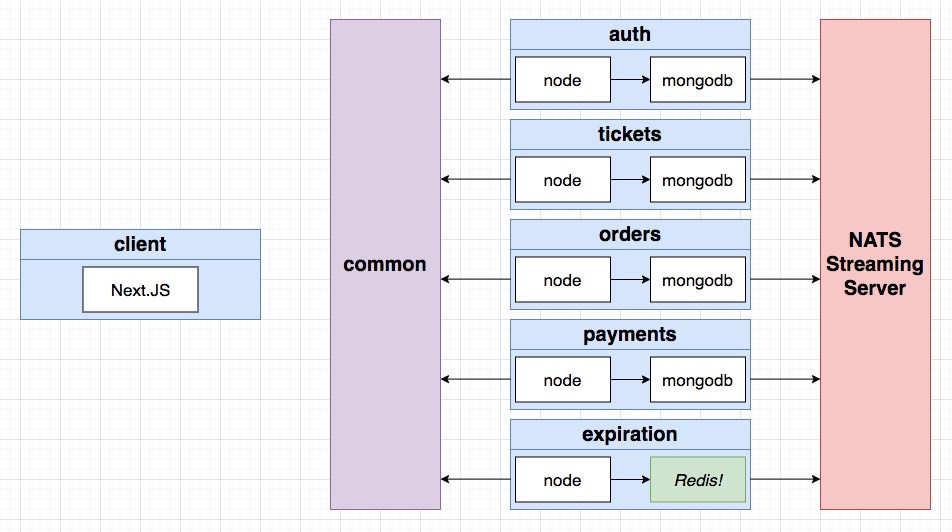 client
Next.JS
common
auth
node
mongodb
tickets
node
mongodb
orders
node
mongodb
payments
node
mongodb
expiration
node
Redis!
NATS
Streaming
Server